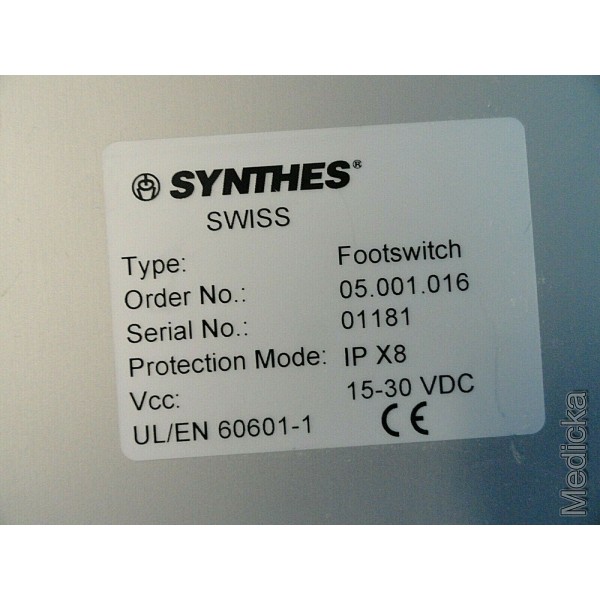 SYNTHES®
SWISS
Type: Footswitch
Order No.: 05.001.016
Serial No.: 01181
Protection Mode: IP X8
Vcc: 15-30 VDC
UL/EN 60601-1 CE
Medicka